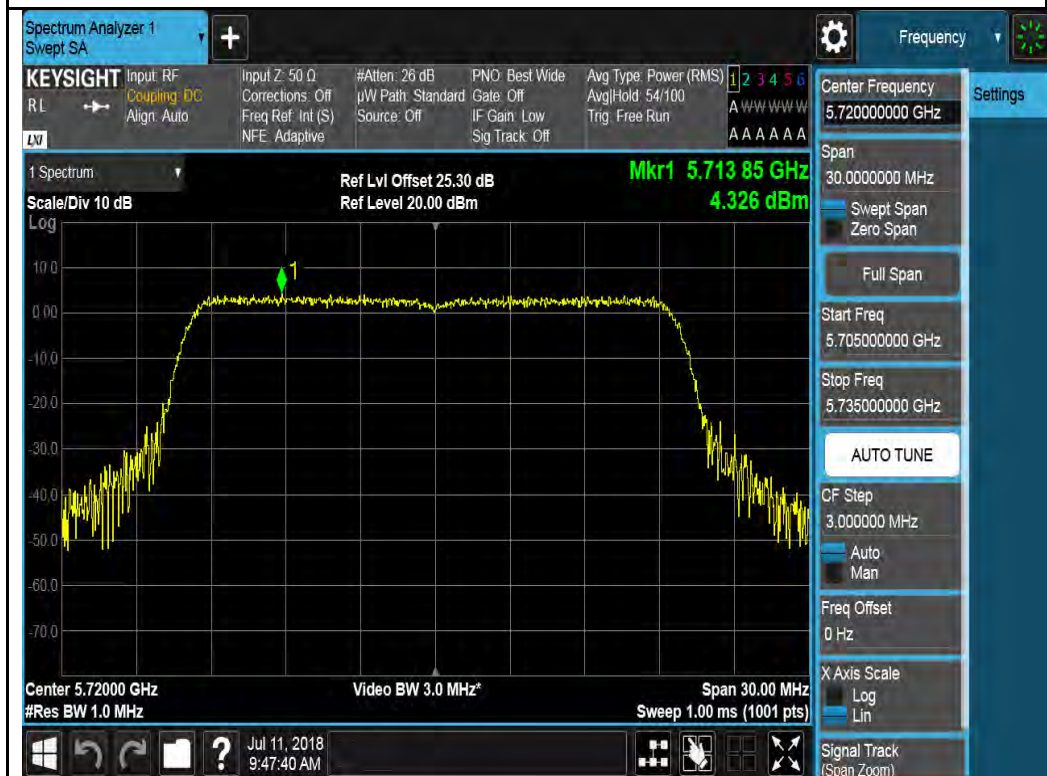 Spectrum Analyzer 1
Swept SA
Frequency
KEYSIGHT
RL
LXI
Input: RF
Coupling: DC
Align: Auto
Input Z: 50 Ω
Corrections: Off
Freq Ref: Int (S)
NFE: Adaptive
#Atten: 26 dB
µW Path: Standard
Source: Off
PNO: Best Wide
Gate: Off
IF Gain: Low
Sig Track: Off
Avg Type: Power (RMS)
Avg|Hold: 54/100
Trig: Free Run
1 2 3 4 5 6
A W W W W W
A A A A A A
1 Spectrum
Scale/Div 10 dB
Ref Lvl Offset 25.30 dB
Ref Level 20.00 dBm
Mkr1 5.713 85 GHz
4.326 dBm
Log
10.0
0.00
-10.0
-20.0
-30.0
-40.0
-50.0
-60.0
-70.0
1
Center 5.72000 GHz
#Res BW 1.0 MHz
Video BW 3.0 MHz*
Span 30.00 MHz
Sweep 1.00 ms (1001 pts)
?
Jul 11, 2018
9:47:40 AM
Center Frequency
5.720000000 GHz
Settings
Span
30.0000000 MHz
Swept Span
Zero Span
Full Span
Start Freq
5.705000000 GHz
Stop Freq
5.735000000 GHz
AUTO TUNE
CF Step
3.000000 MHz
Auto
Man
Freq Offset
0 Hz
X Axis Scale
Log
Lin
Signal Track
(Span Zoom)